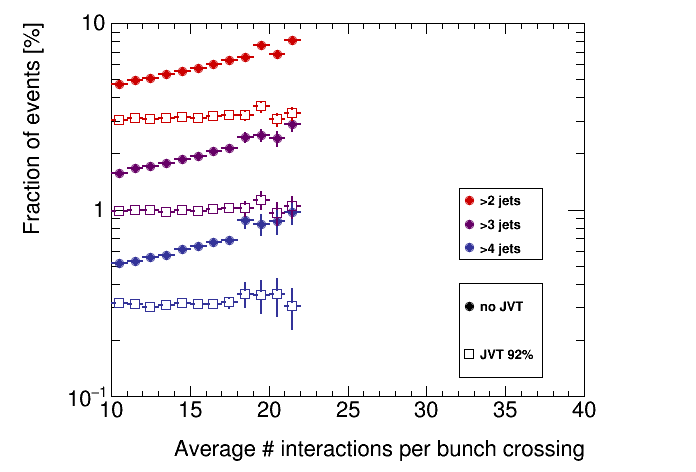 10
Fraction of events [%]
1
10⁻¹
>2 jets
>3 jets
>4 jets
no JVT
JVT 92%
10 15 20 25 30 35 40
Average # interactions per bunch crossing